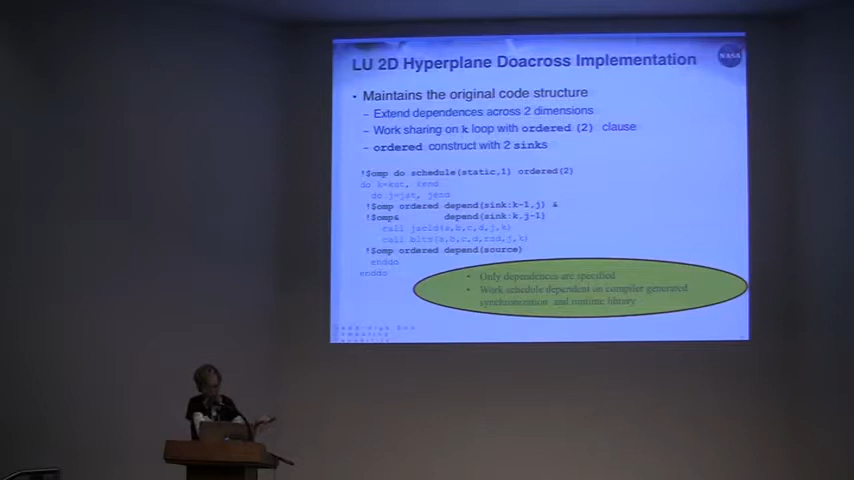 LU 2D Hyperplane Doacross Implementation
NASA
• Maintains the original code structure
– Extend dependences across 2 dimensions
– Work sharing on k loop with ordered (2) clause
– ordered construct with 2 sinks
!$omp do schedule(static,1) ordered(2)
do k=kst, kend
do j=jst, jend
!$omp ordered depend(sink:k-1,j) &
!$omp& depend(sink:k,j-1)
call jacld(a,b,c,d,j,k)
call blts(a,b,c,d,rsd,j,k)
!$omp ordered depend(source)
enddo
enddo
• Only dependences are specified
• Work schedule dependent on compiler generated
synchronization and runtime library